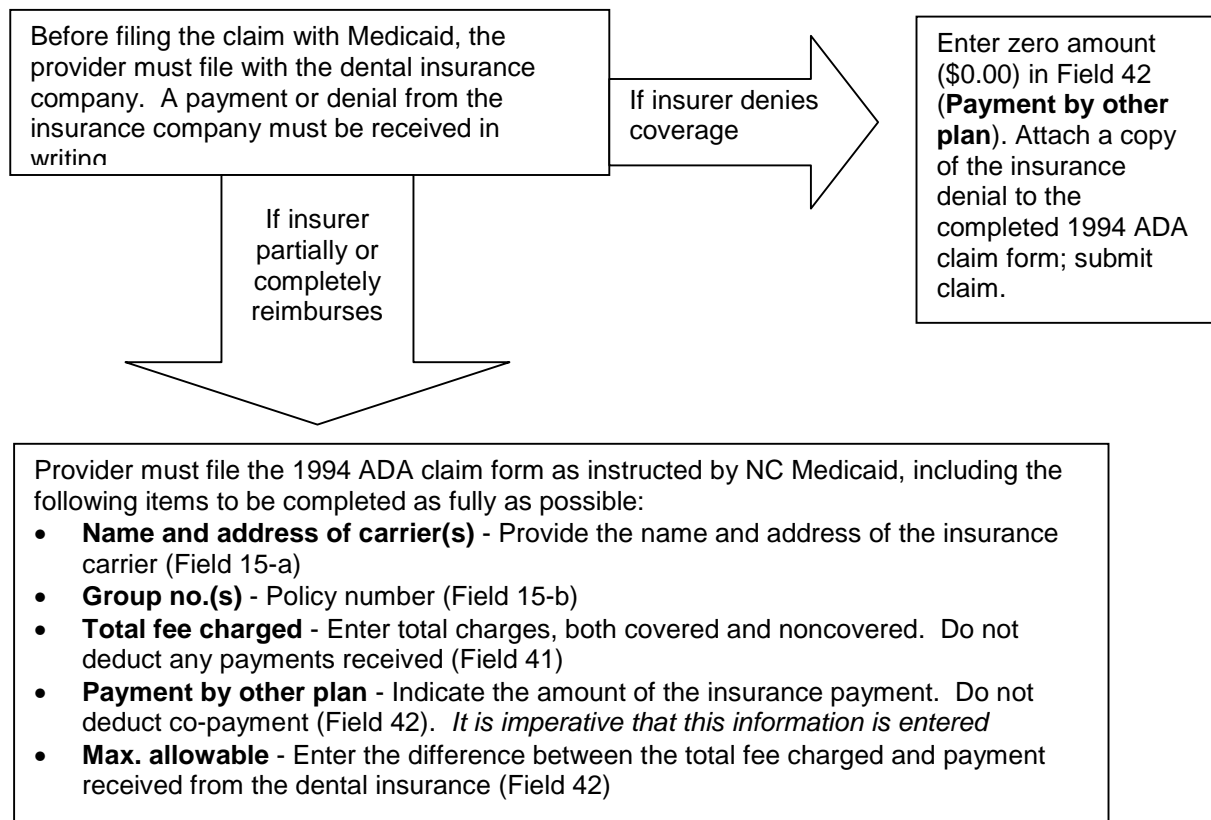 Before filing the claim with Medicaid, the
provider must file with the dental insurance
company.  A payment or denial from the
insurance company must be received in
writing
If insurer denies
coverage
Enter zero amount
($0.00) in Field 42
(Payment by other
plan). Attach a copy
of the insurance
denial to the
completed 1994 ADA
claim form; submit
claim.
If insurer
partially or
completely
reimburses
Provider must file the 1994 ADA claim form as instructed by NC Medicaid, including the
following items to be completed as fully as possible:
• Name and address of carrier(s) - Provide the name and address of the insurance
carrier (Field 15-a)
• Group no.(s) - Policy number (Field 15-b)
• Total fee charged - Enter total charges, both covered and noncovered.  Do not
deduct any payments received (Field 41)
• Payment by other plan - Indicate the amount of the insurance payment.  Do not
deduct co-payment (Field 42).  It is imperative that this information is entered
• Max. allowable - Enter the difference between the total fee charged and payment
received from the dental insurance (Field 42)